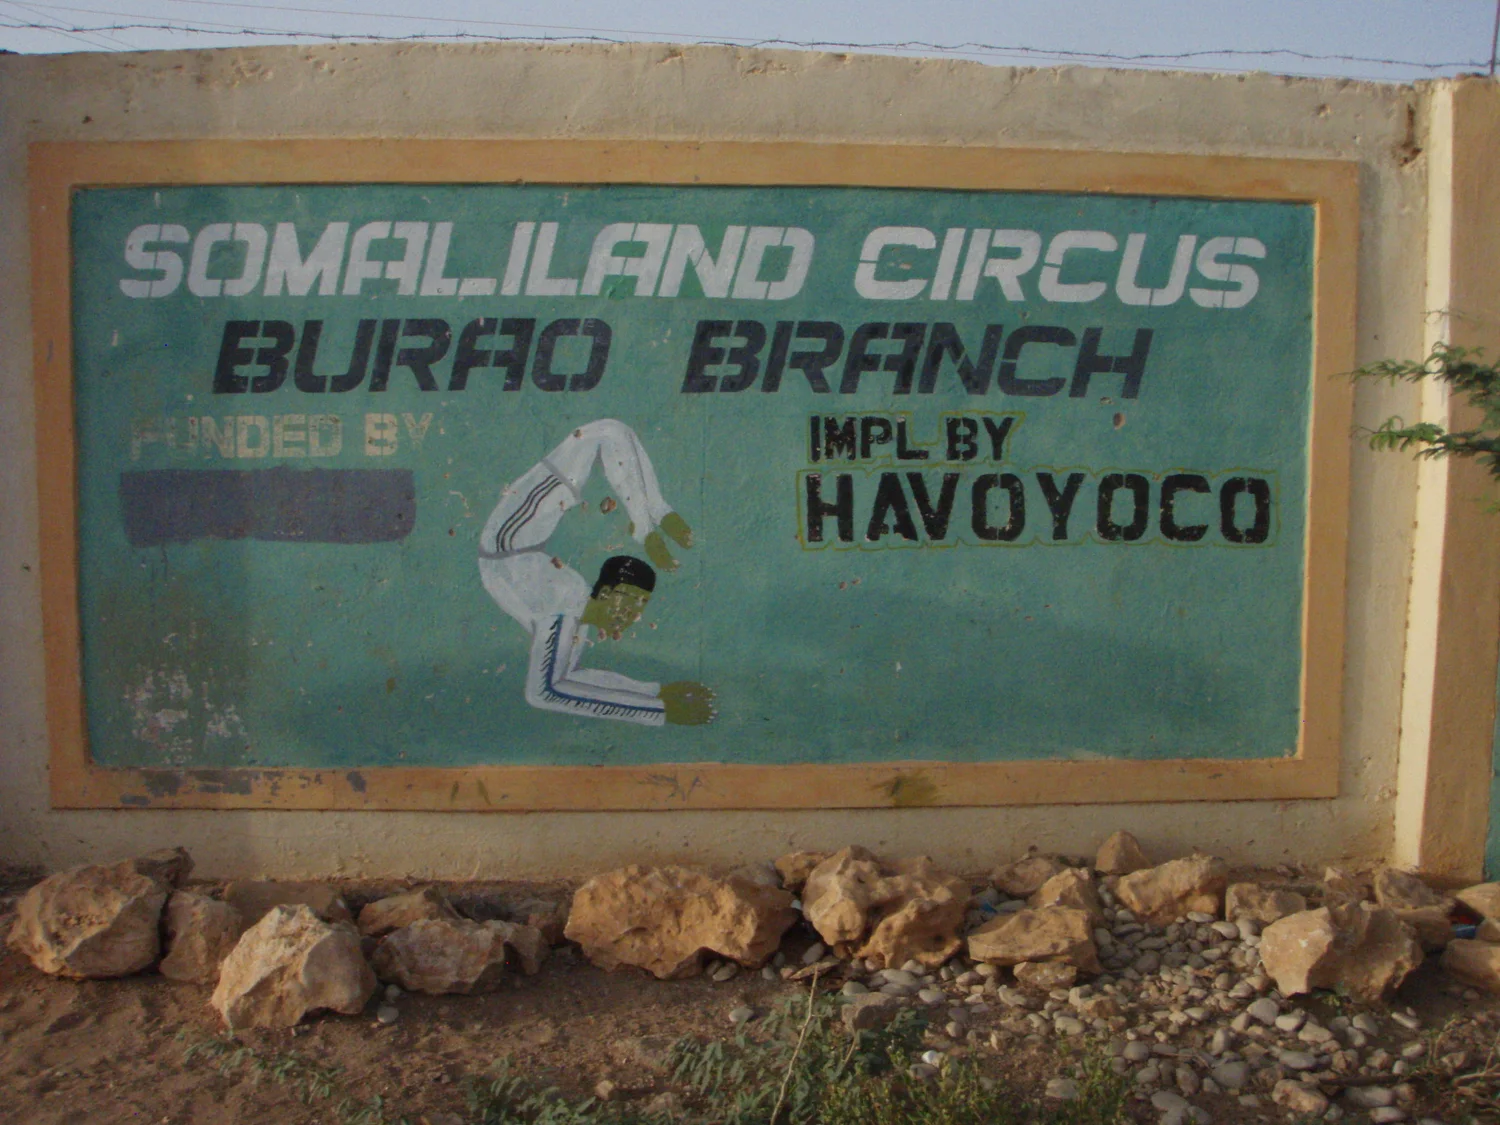 SOMALILAND CIRCUS
BURAO BRANCH
FUNDED BY
IMPL BY
HAVOYOCO